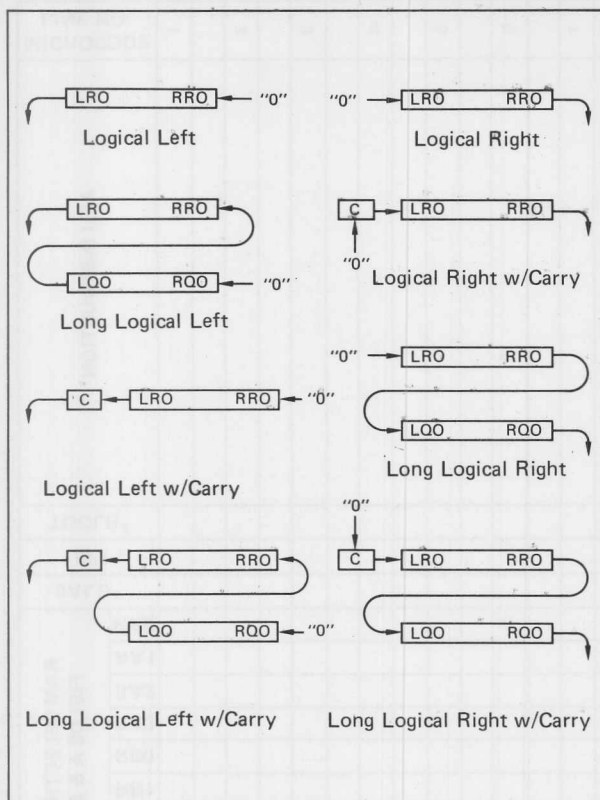 LRO RRO "0"
Logical Left
LRO RRO
LQO RQO "0"
Long Logical Left
C LRO RRO "0"
Logical Left w/Carry
C LRO RRO
LQO RQO "0"
Long Logical Left w/Carry
"0" LRO RRO
Logical Right
C LRO RRO
"0"
Logical Right w/Carry
"0" LRO RRO
LQO RQO
Long Logical Right
"0"
C LRO RRO
LQO RQO
Long Logical Right w/Carry